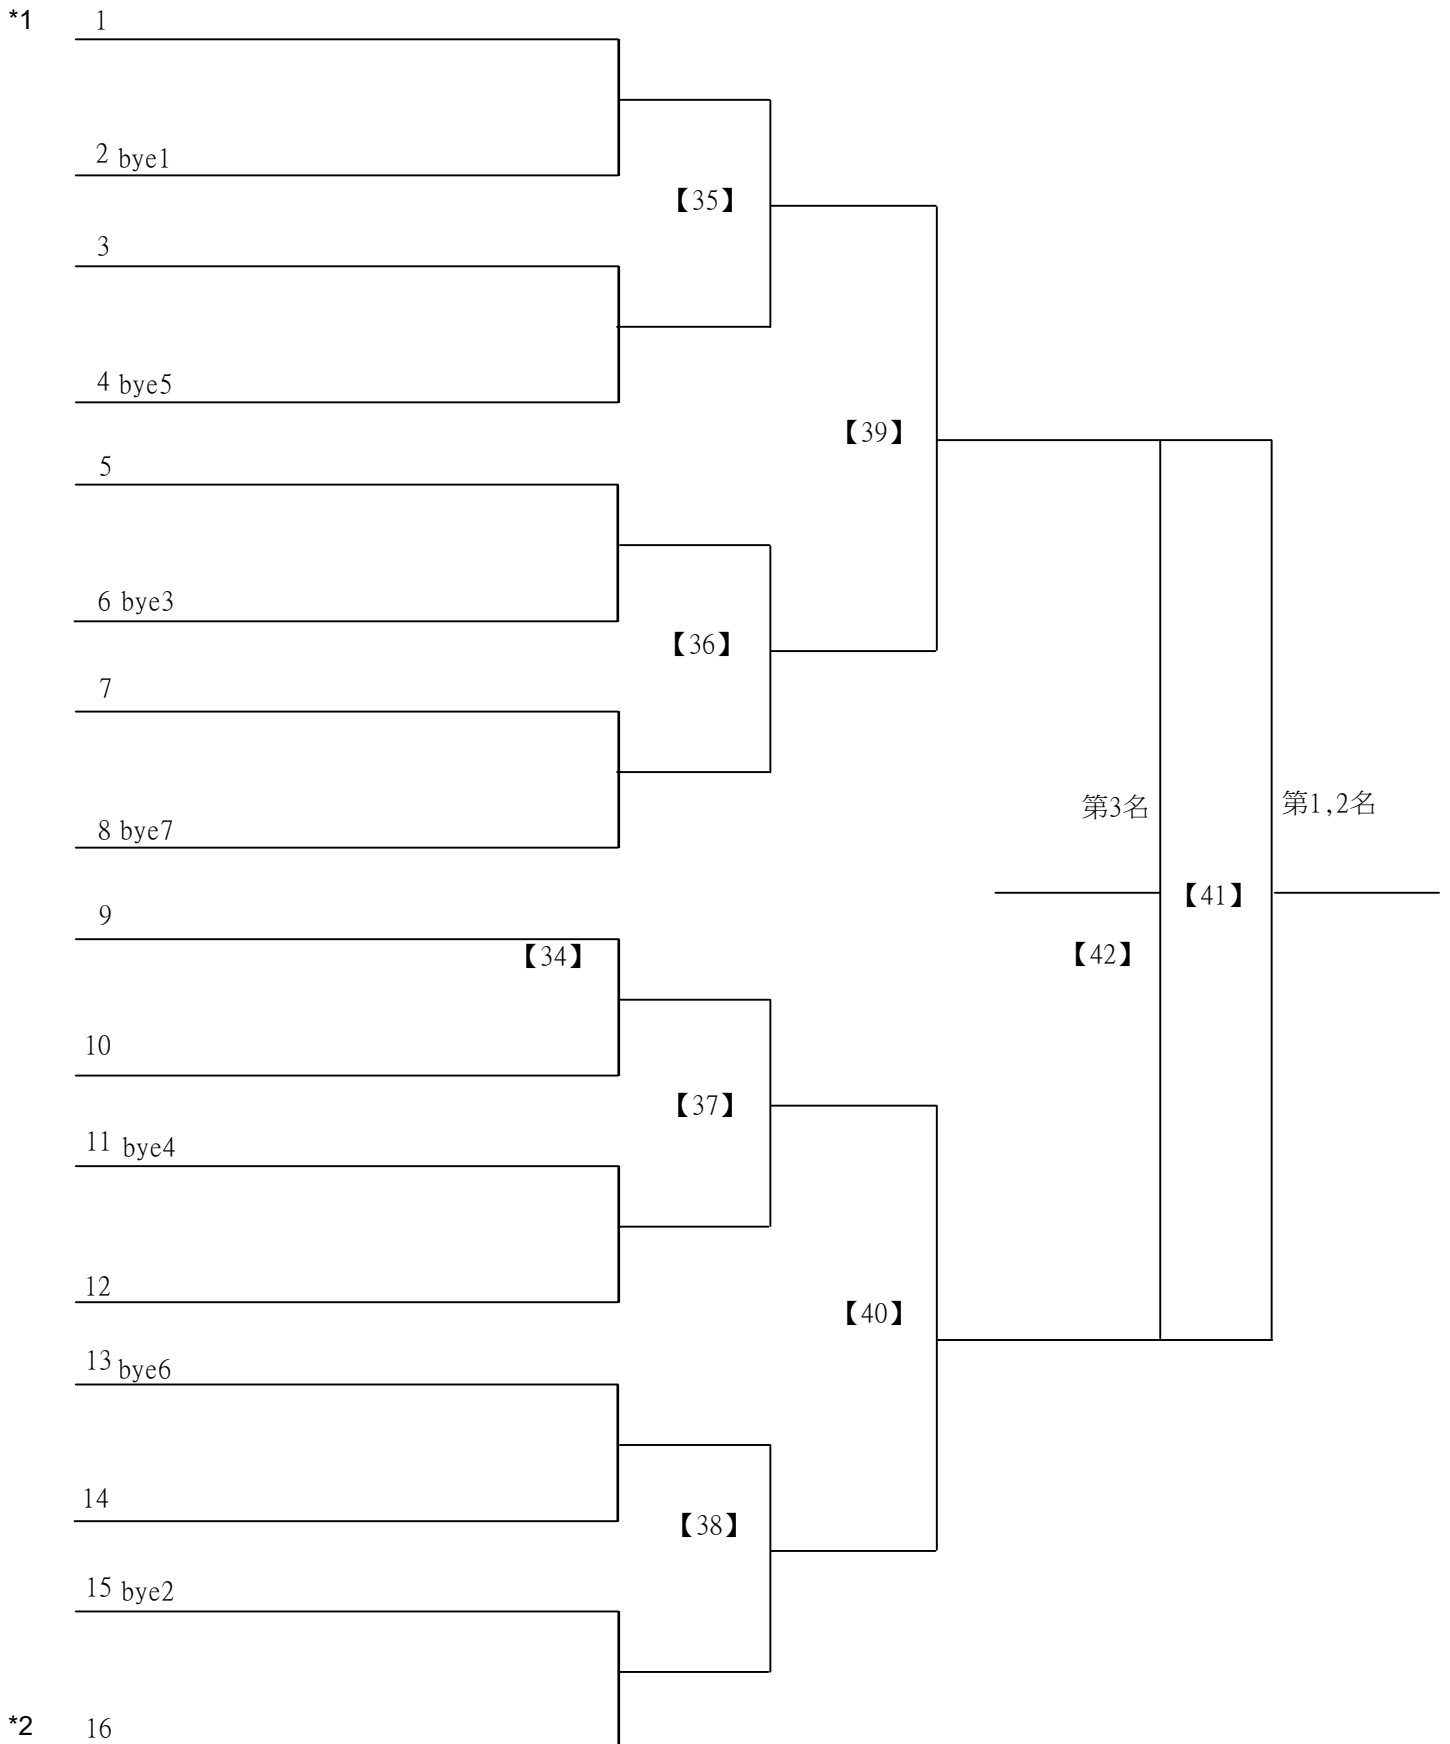 *1 1
2 bye1
【35】
3
4 bye5
【39】
5
6 bye3
【36】
7
第3名 第1,2名
8 bye7
【41】
9
【34】 【42】
10
【37】
11 bye4
12
【40】
13 bye6
14
【38】
15 bye2
*2 16